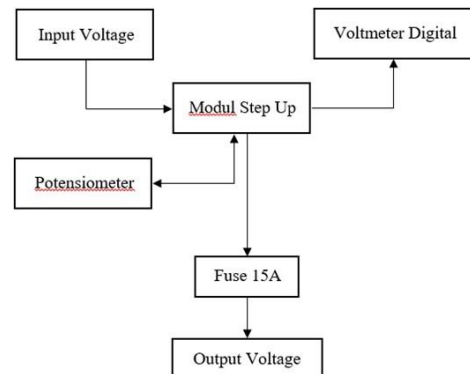 Input Voltage
Voltmeter Digital
Modul Step Up
Potensiometer
Fuse 15A
Output Voltage